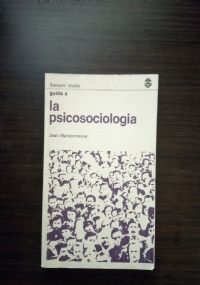 Sansoni studio
guida a
la
psicosociologia
Jean Maisonneuve